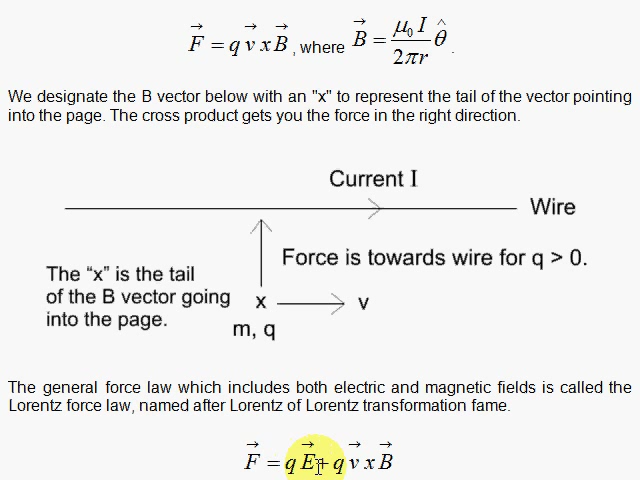 F⃗ = q v⃗ x B⃗ , where B⃗ = μ₀ I / 2πr θ̂ .
We designate the B vector below with an "x" to represent the tail of the vector pointing
into the page. The cross product gets you the force in the right direction.
Current I
Wire
Force is towards wire for q > 0.
The “x” is the tail
of the B vector going
into the page.
x
v
m, q
The general force law which includes both electric and magnetic fields is called the
Lorentz force law, named after Lorentz of Lorentz transformation fame.
F⃗ = q E⃗ + q v⃗ x B⃗